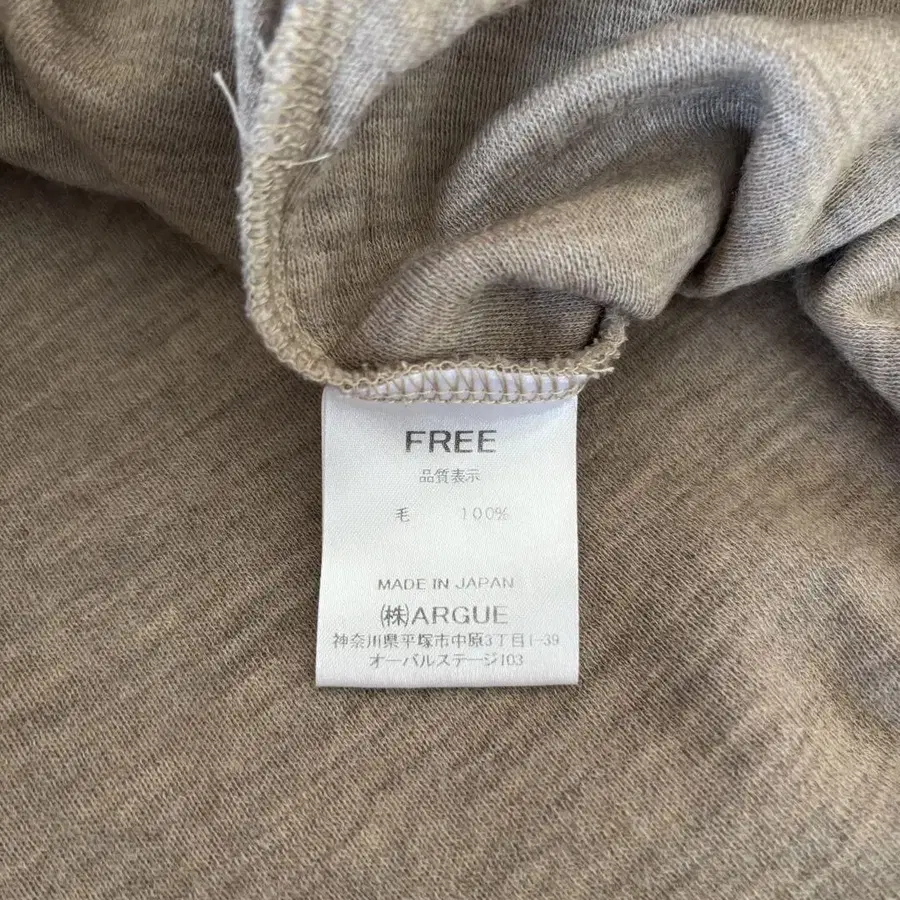 FREE
品質表示
毛 100%
MADE IN JAPAN
㈱ARGUE
神奈川県平塚市中原3丁目1-39
オーバルステージ103